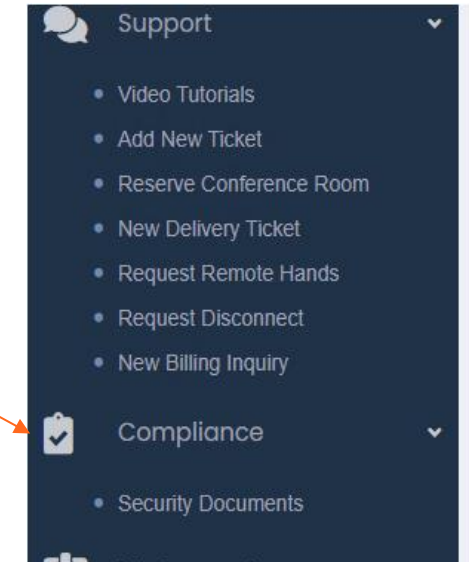 Support
Video Tutorials
Add New Ticket
Reserve Conference Room
New Delivery Ticket
Request Remote Hands
Request Disconnect
New Billing Inquiry
Compliance
Security Documents